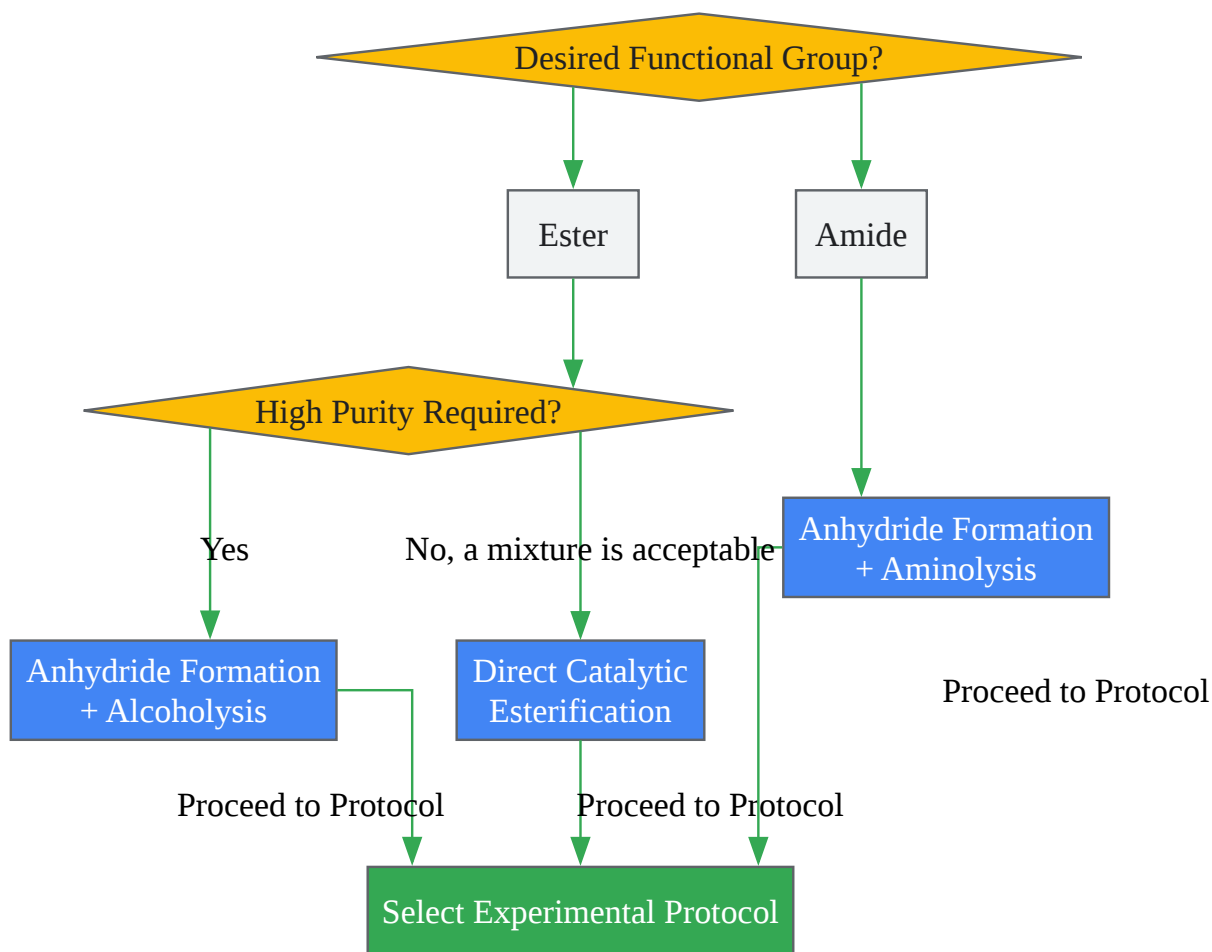 Desired Functional Group?
Ester
Amide
High Purity Required?
Yes
No, a mixture is acceptable
Anhydride Formation
+ Aminolysis
Anhydride Formation
+ Alcoholysis
Direct Catalytic
Esterification
Proceed to Protocol
Proceed to Protocol
Proceed to Protocol
Select Experimental Protocol